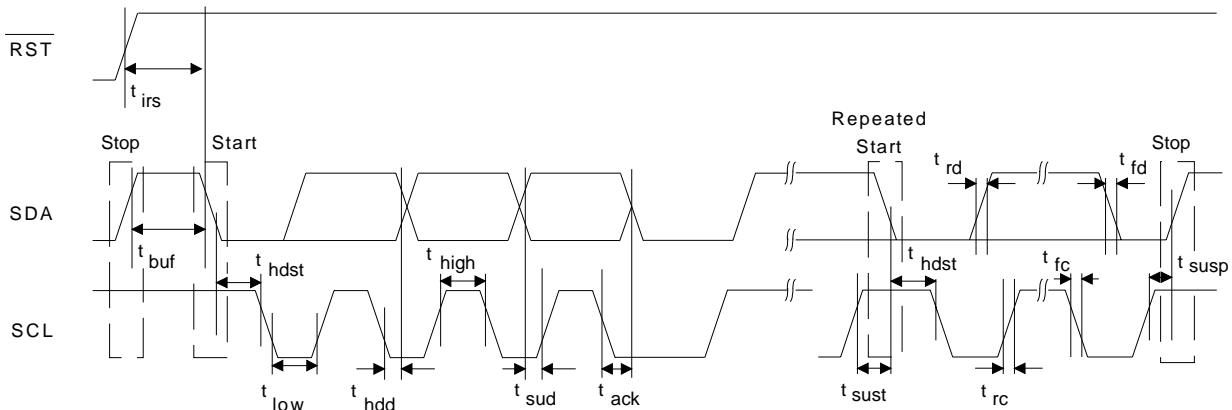 RST
t irs
Repeated
Stop Start Start Stop
t rd t fd
SDA
t buf t hdst t high t hdst t fc t susp
SCL
t low t hdd t sud t ack t sust t rc